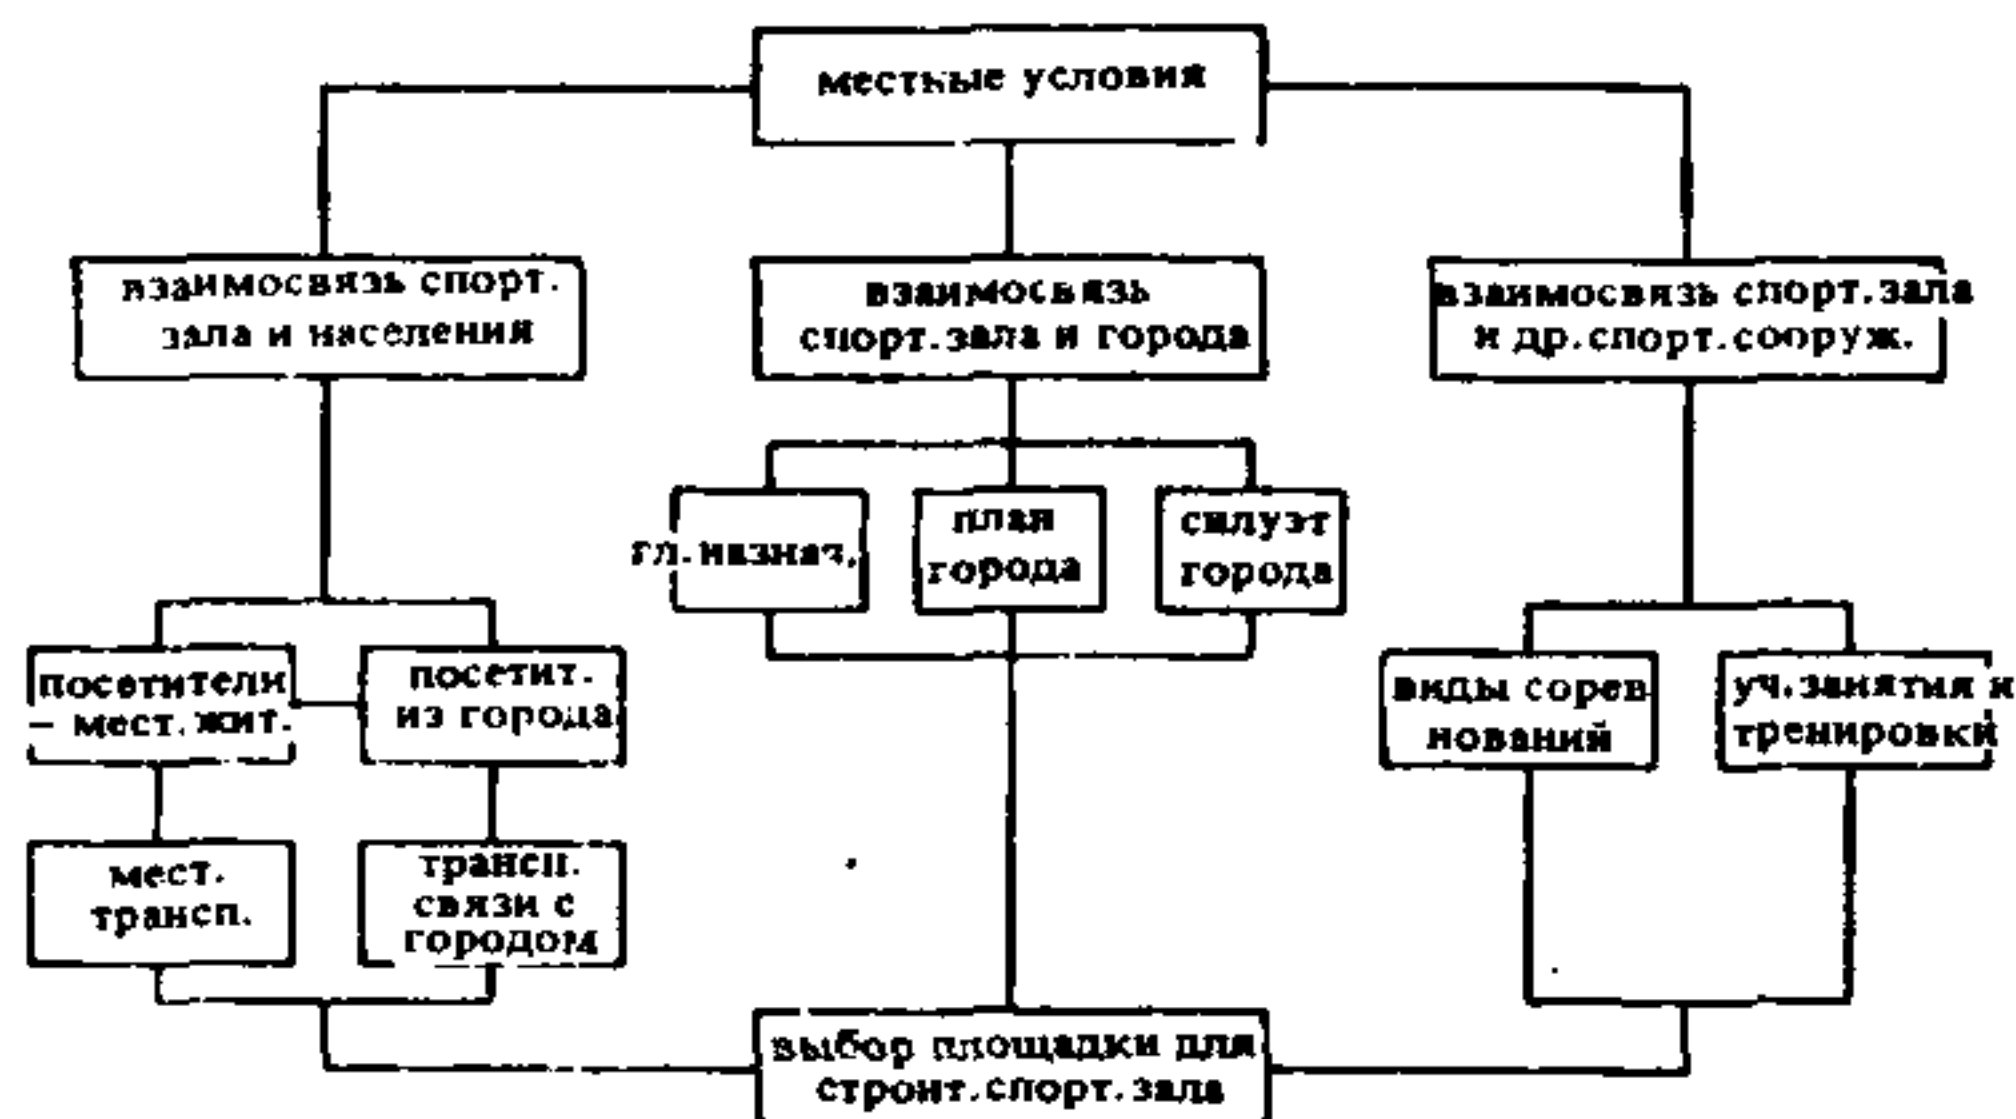 местные условия
взаимосвязь спорт.
зала и населения
взаимосвязь
спорт.зала и города
взаимосвязь спорт.зала
и др.спорт.сооруж.
гл.назнач.
план
города
силуэт
города
посетители
– мест. жит.
посетит.
из города
виды сорев
нований
уч.занятия и
тренировки
мест.
трансп.
трансп.
связи с
городом
выбор площадки для
строит.спорт.зала